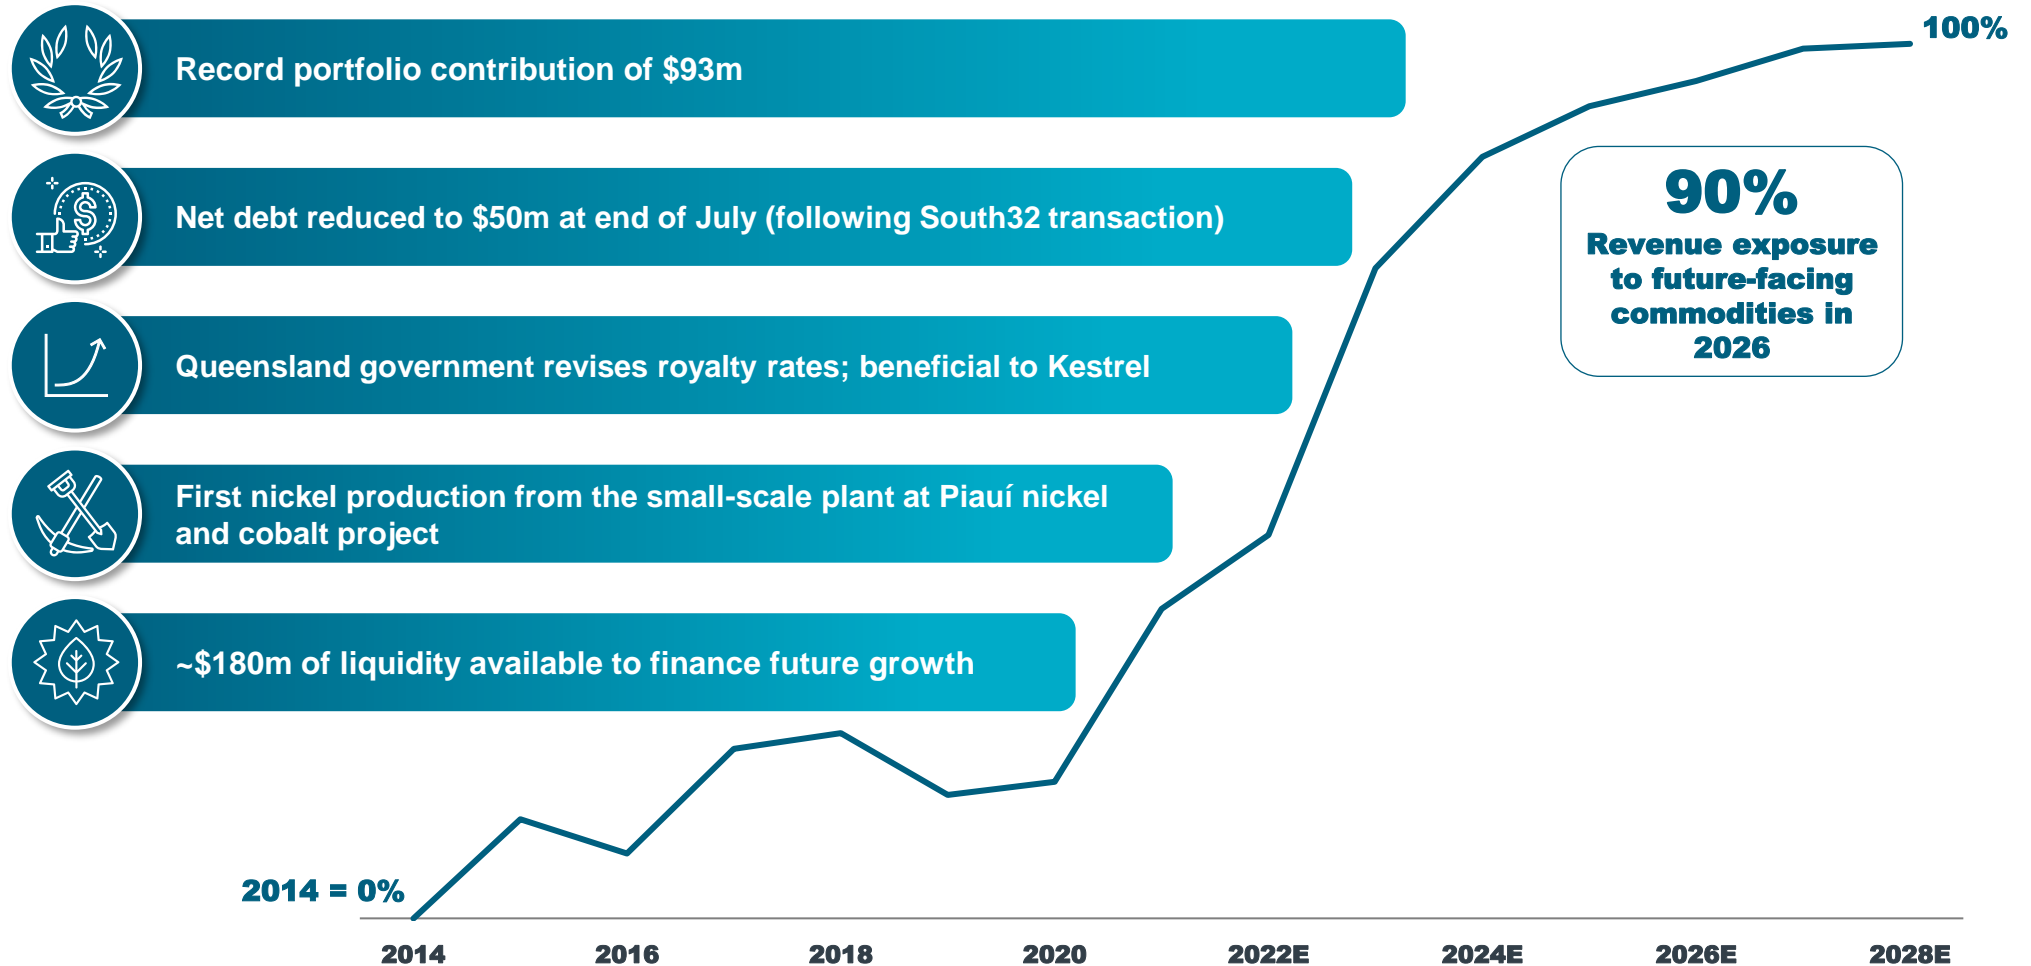 Record portfolio contribution of $93m
Net debt reduced to $50m at end of July (following South32 transaction)
Queensland government revises royalty rates; beneficial to Kestrel
First nickel production from the small-scale plant at Piauí nickel
and cobalt project
~$180m of liquidity available to finance future growth
100%
90%
Revenue exposure
to future-facing
commodities in
2026
2014 = 0%
2014 2016 2018 2020 2022E 2024E 2026E 2028E